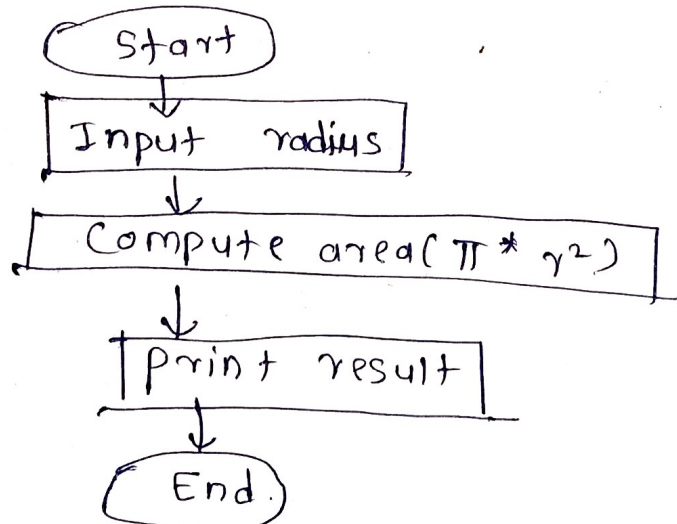 Start
Input radius
Compute area(π * r²)
Print result
End.